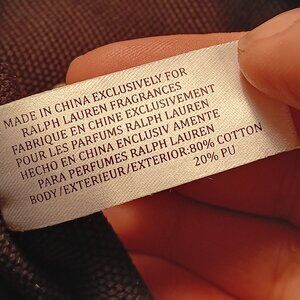 MADE IN CHINA EXCLUSIVELY FOR
RALPH LAUREN FRAGRANCES
FABRIQUE EN CHINE EXCLUSIVEMENT
POUR LES PARFUMS RALPH LAUREN
HECHO EN CHINA EXCLUSIV AMENTE
PARA PERFUMES RALPH LAUREN
BODY/EXTERIEUR/EXTERIOR:80% COTTON
20% PU